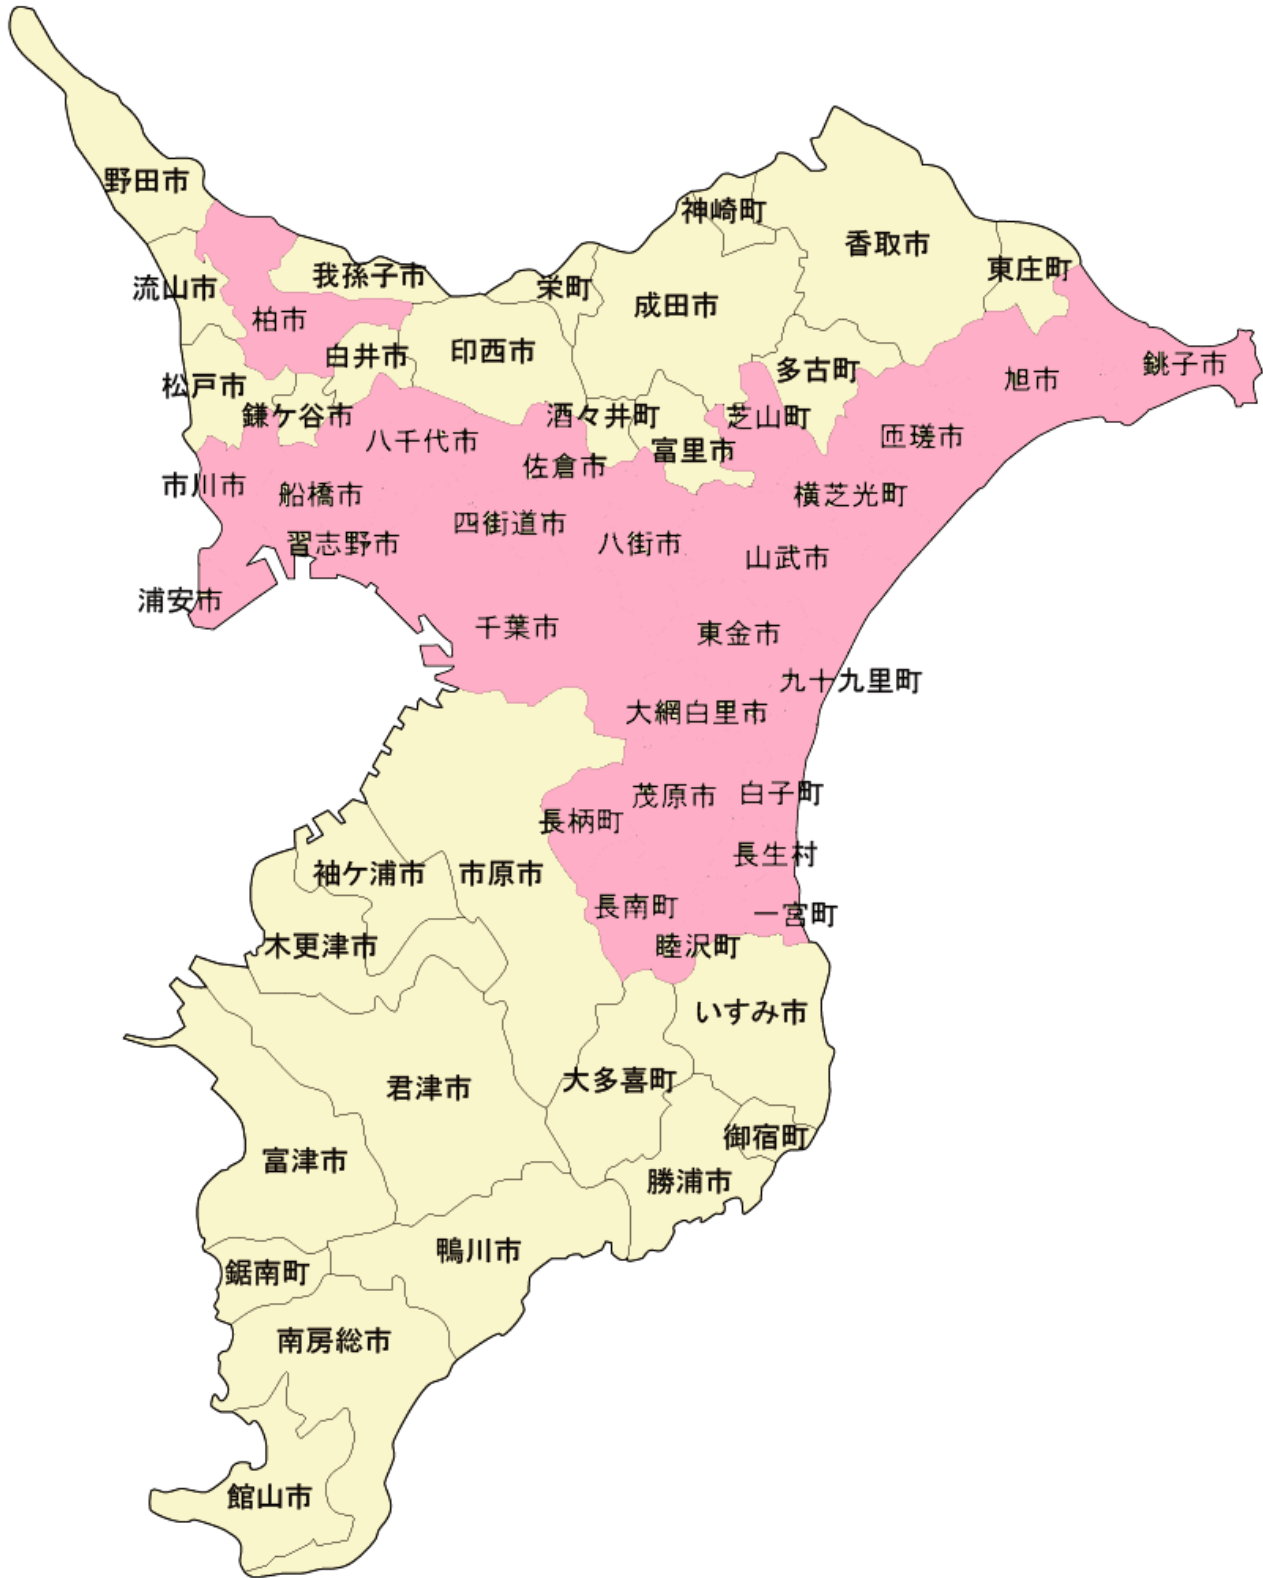 野田市
神崎町
香取市
東庄町
我孫子市
流山市
栄町
成田市
柏市
印西市
白井市
多古町
銚子市
旭市
松戸市
鎌ケ谷市
酒々井町
芝山町
八千代市
匝瑳市
富里市
佐倉市
市川市
船橋市
横芝光町
四街道市
習志野市
八街市
山武市
浦安市
千葉市
東金市
九十九里町
大網白里市
茂原市
白子町
長柄町
長生村
袖ケ浦市
市原市
長南町
一宮町
木更津市
睦沢町
いすみ市
大多喜町
君津市
御宿町
富津市
勝浦市
鴨川市
鋸南町
南房総市
館山市